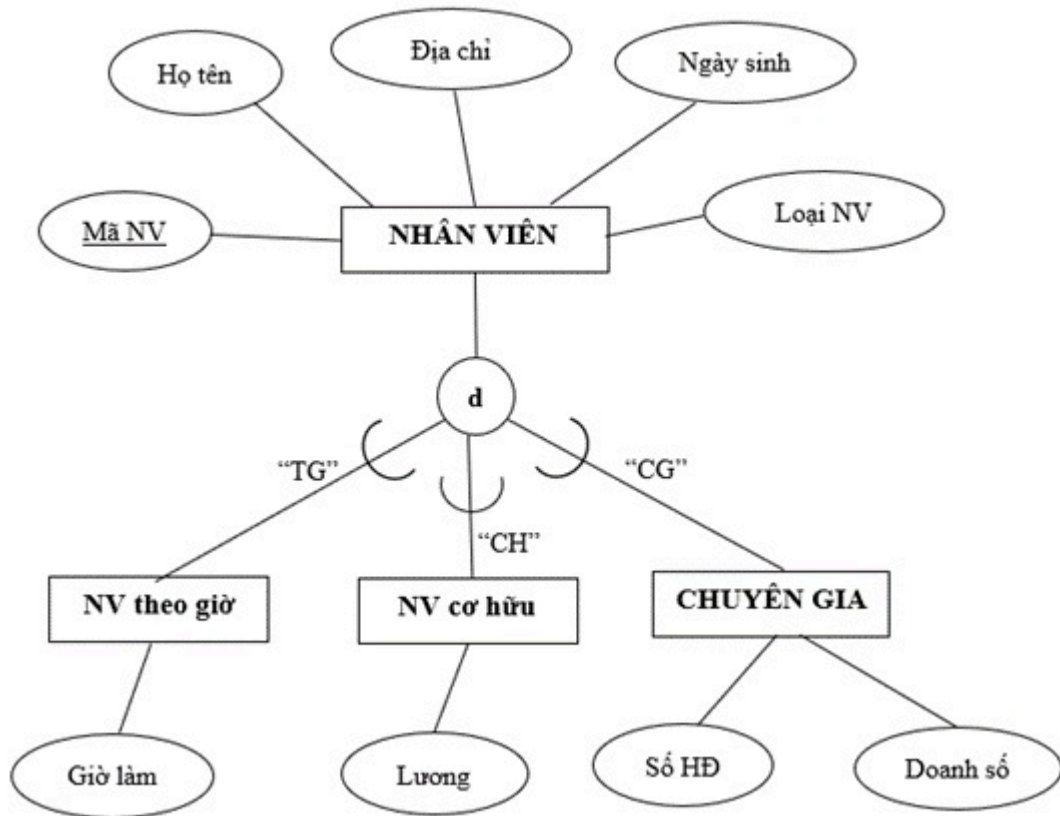 Địa chỉ
Họ tên
Ngày sinh
Mã NV
NHÂN VIÊN
Loại NV
d
“TG”
“CG”
“CH”
NV theo giờ
NV cơ hữu
CHUYÊN GIA
Giờ làm
Lương
Số HĐ
Doanh số